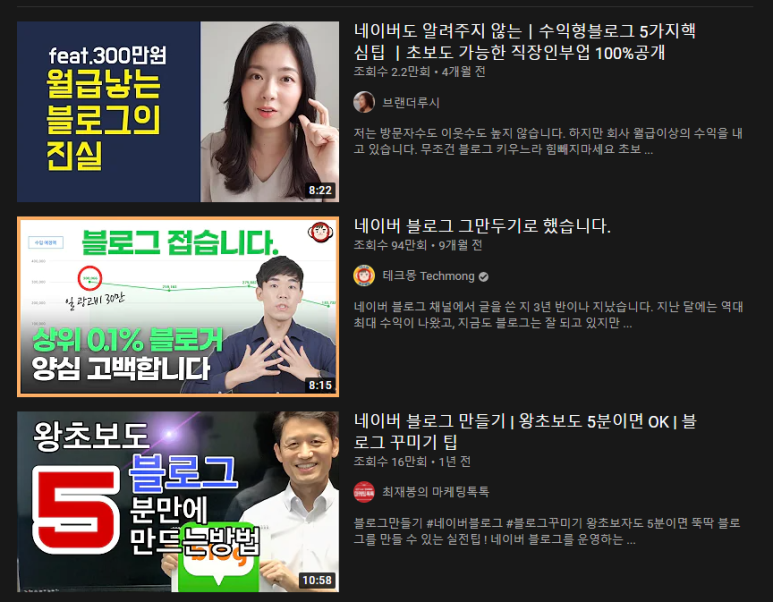 feat.300만원
월급낳는
블로그의
진실
8:22
네이버도 알려주지 않는 | 수익형블로그 5가지핵
심팁 | 초보도 가능한 직장인부업 100%공개
조회수 2.2만회 • 4개월 전
브랜더루시
저는 방문자수도 이웃수도 높지 않습니다. 하지만 회사 월급이상의 수익을 내
고 있습니다. 무조건 블로그 키우느라 힘빼지마세요 초보 ...
블로그 접습니다.
일 광고비 30만
상위 0.1% 블로거
양심 고백합니다
8:15
네이버 블로그 그만두기로 했습니다.
조회수 94만회 • 9개월 전
테크몽 Techmong
네이버 블로그 채널에서 글을 쓴 지 3년 반이나 지났습니다. 지난 달에는 역대
최대 수익이 나왔고, 지금도 블로그는 잘 되고 있지만 ...
왕초보도
5
블로그
분만에
만드는방법
blog
10:58
네이버 블로그 만들기 | 왕초보도 5분이면 OK | 블
로그 꾸미기 팁
조회수 16만회 • 1년 전
최재봉의 마케팅톡톡
블로그만들기 #네이버블로그 #블로그꾸미기 왕초보자도 5분이면 뚝딱 블로
그를 만들 수 있는 실전팁 ! 네이버 블로그를 운영하는 ...